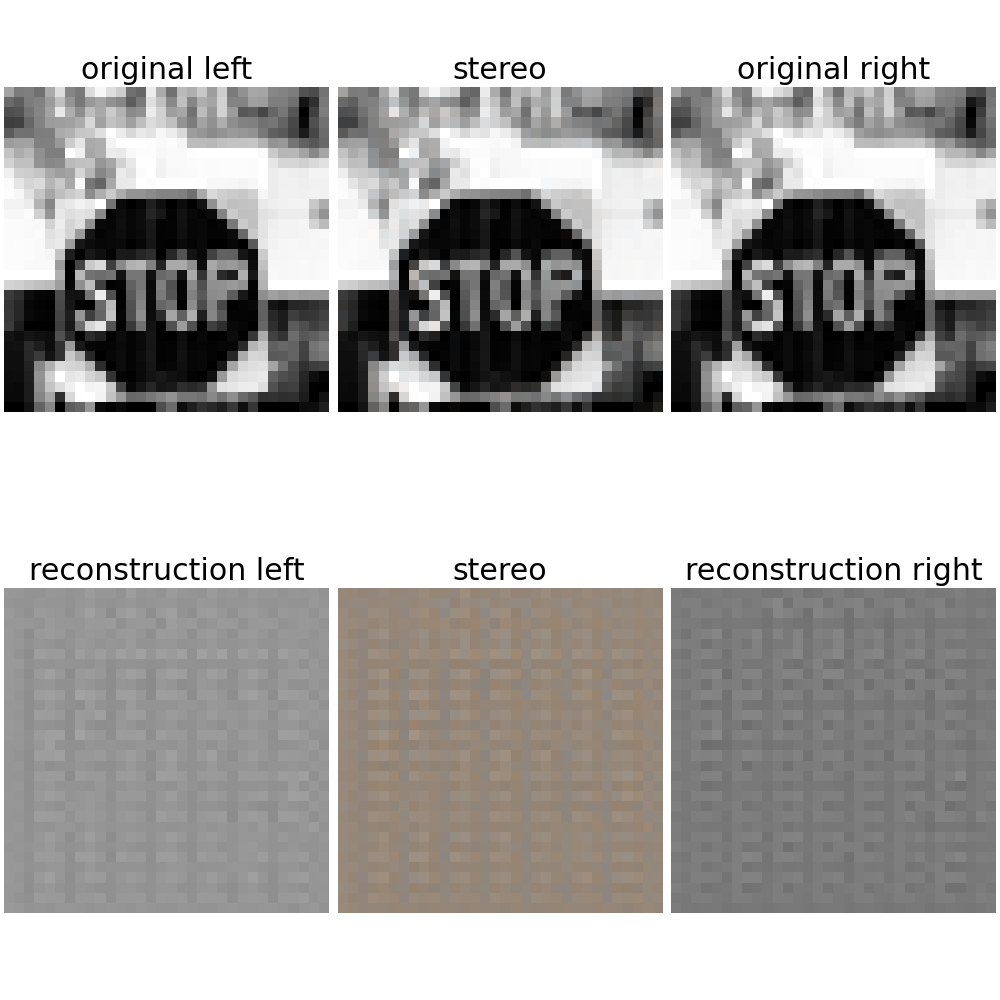 original left
stereo
original right
STOP
STOP
STOP
reconstruction left
stereo
reconstruction right